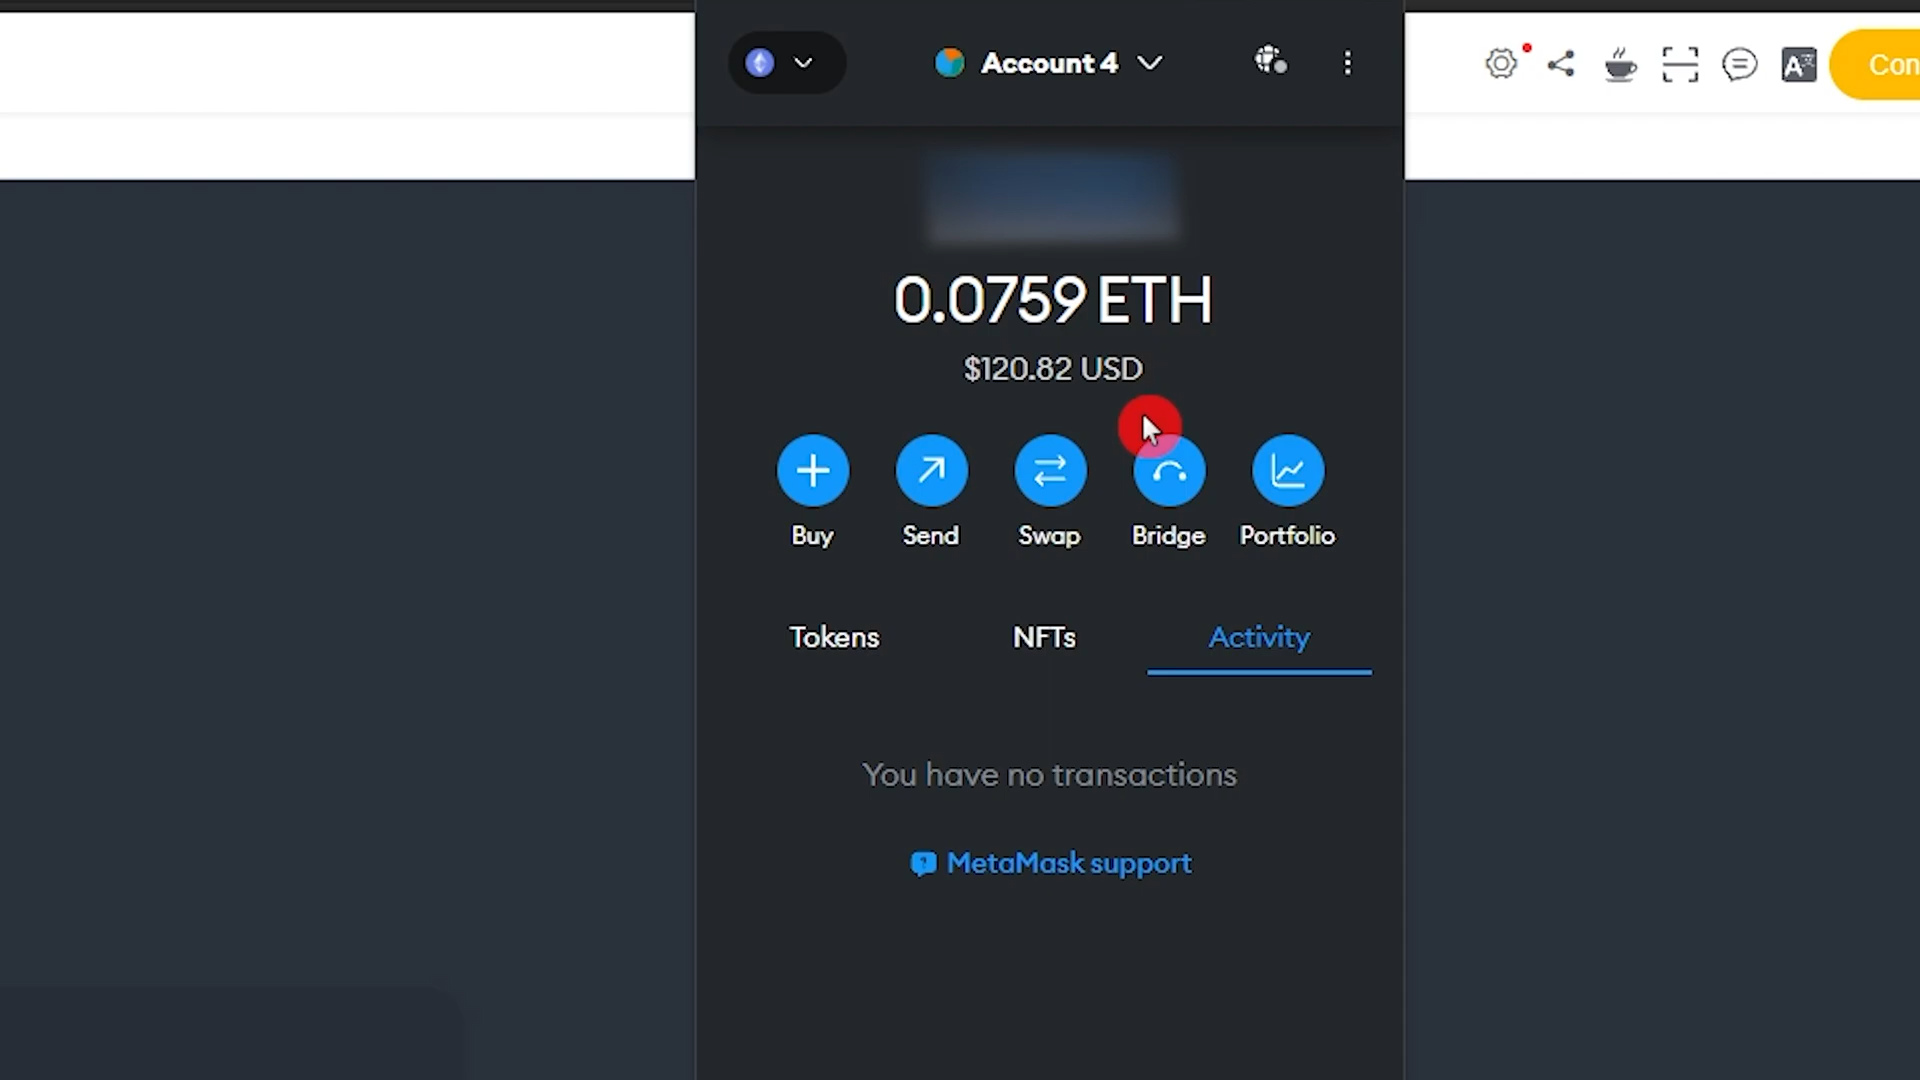 Account 4
Con
0.0759 ETH
$120.82 USD
Buy
Send
Swap
Bridge
Portfolio
Tokens
NFTs
Activity
You have no transactions
MetaMask support